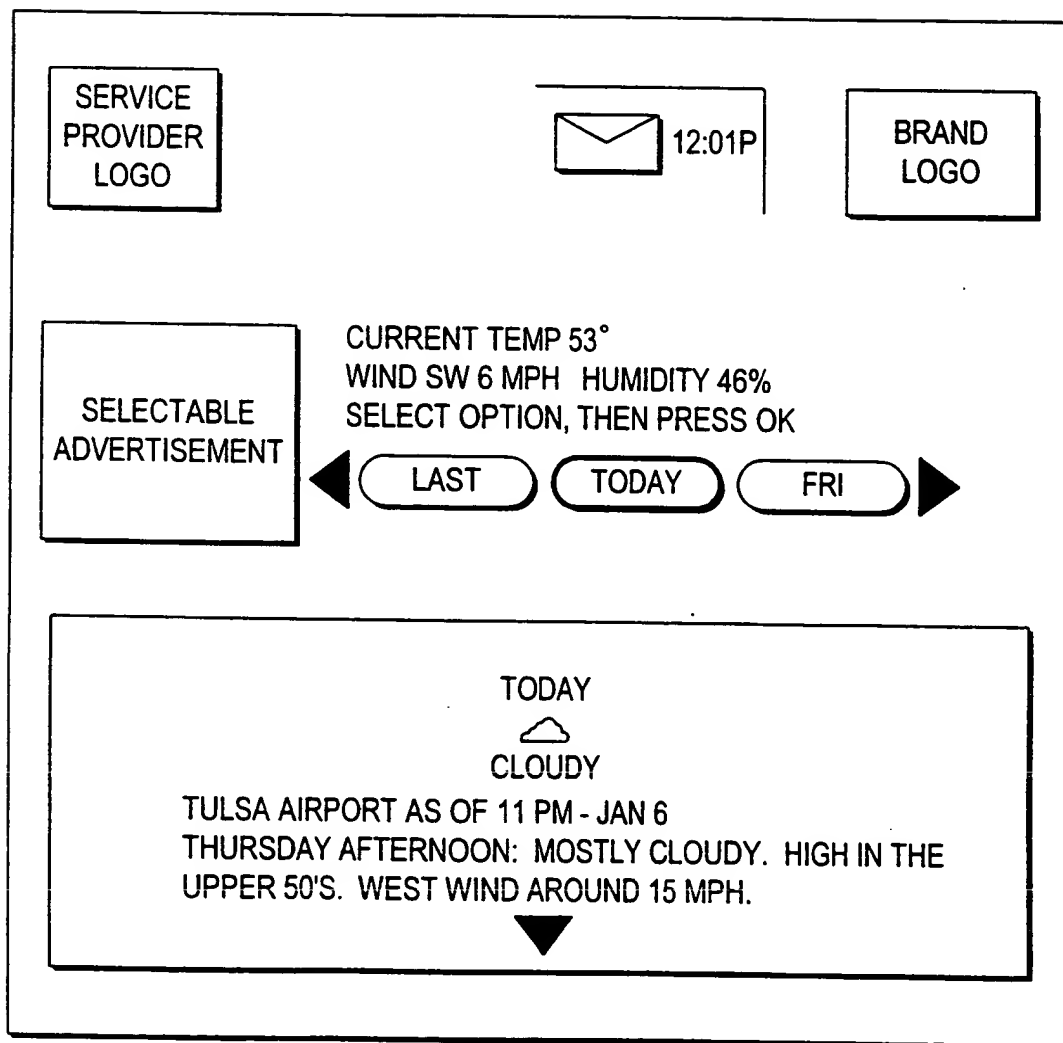 SERVICE
PROVIDER
LOGO
12:01P
BRAND
LOGO
SELECTABLE
ADVERTISEMENT
CURRENT TEMP 53°
WIND SW 6 MPH HUMIDITY 46%
SELECT OPTION, THEN PRESS OK
LAST TODAY FRI
TODAY
CLOUDY
TULSA AIRPORT AS OF 11 PM - JAN 6
THURSDAY AFTERNOON: MOSTLY CLOUDY. HIGH IN THE
UPPER 50'S. WEST WIND AROUND 15 MPH.